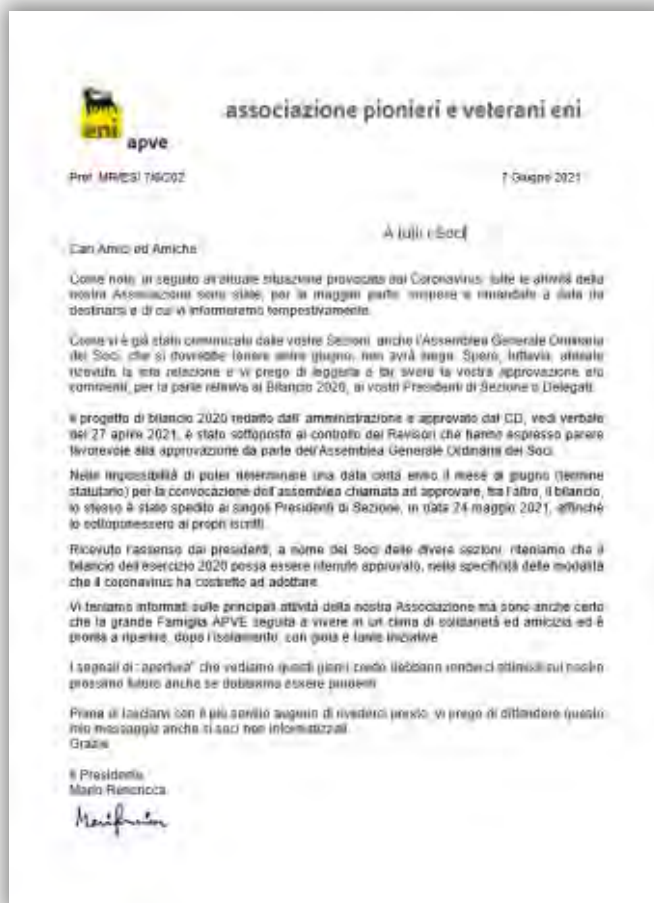 associazione pionieri e veterani eni
eni
apve
7 Giugno 2021
A tutti i Soci
Cari Amici ed Amiche
Come noto, in seguito all'attuale situazione provocata dal Coronavirus, tutte le attività della
nostra Associazione sono state, per la maggior parte, sospese e rimandate a data da
destinarsi e di cui vi informeremo tempestivamente.
Come vi è già stato comunicato dalle vostre Sezioni, anche l'Assemblea Generale Ordinaria
dei Soci, che si dovrebbe tenere entro giugno, non avrà luogo. Spero, tuttavia, abbiate
ricevuto la mia relazione e vi prego di leggerla e far avere la vostra approvazione e/o
commenti, per la parte relativa al Bilancio 2020, ai vostri Presidenti di Sezione o Delegati.
Il progetto di bilancio 2020 redatto dall' amministrazione e approvato dal CD, vedi verbale
del 27 aprile 2021, è stato sottoposto al controllo dei Revisori che hanno espresso parere
favorevole alla approvazione da parte dell'Assemblea Generale Ordinaria dei Soci.
Nella impossibilità di poter determinare una data certa entro il mese di giugno (termine
statutario) per la convocazione dell'assemblea chiamata ad approvare, fra l'altro, il bilancio,
lo stesso è stato spedito ai singoli Presidenti di Sezione, in data 24 maggio 2021, affinché
lo sottoponessero ai propri iscritti.
Ricevuto l'assenso dai presidenti, a nome dei Soci delle divere sezioni, riteniamo che il
bilancio dell'esercizio 2020 possa essere ritenuto approvato, nella specificità delle modalità
che il coronavirus ha costretto ad adottare.
Vi teniamo informati sulle principali attività della nostra Associazione ma sono anche certo
che la grande Famiglia APVE seguita a vivere in un clima di solidarietà ed amicizia ed è
pronta a ripartire, dopo l'isolamento, con gioia e tante iniziative.
I segnali di "apertura" che vediamo questi giorni credo debbano renderci ottimisti sul nostro
prossimo futuro anche se dobbiamo essere prudenti.
Prima di lasciarvi con il più sentito augurio di rivederci presto, vi prego di diffondere questo
mio messaggio anche ai soci non informatizzati.
Grazie
Il Presidente
Mario